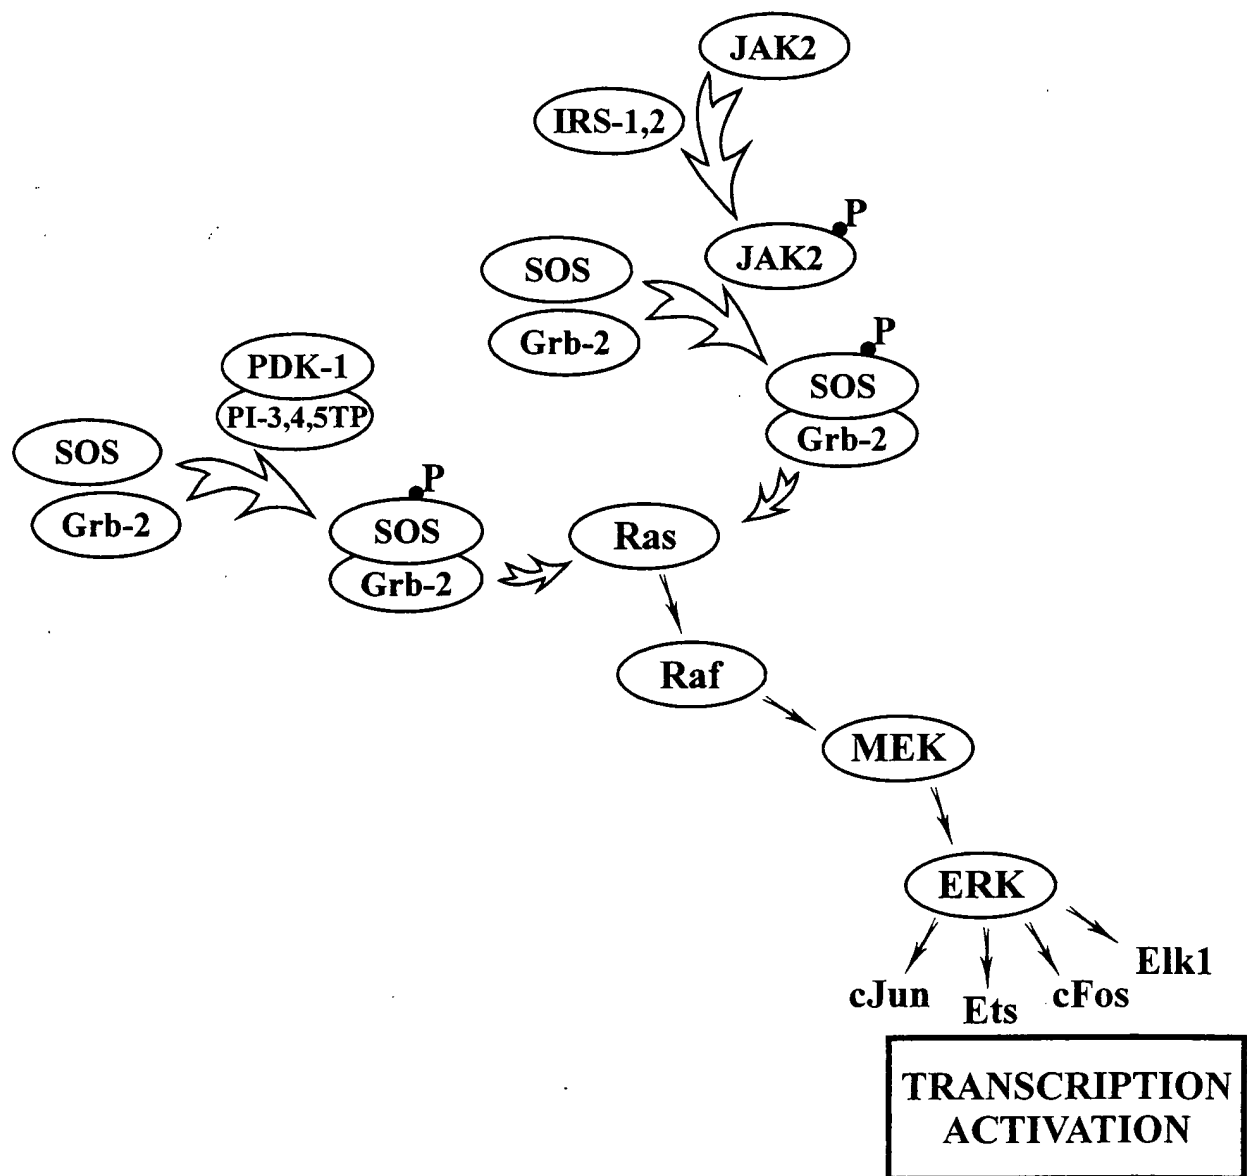 JAK2
IRS-1,2
P
JAK2
SOS
Grb-2
P
SOS
Grb-2
PDK-1
PI-3,4,5TP
SOS
Grb-2
P
SOS
Grb-2
Ras
Raf
MEK
ERK
Elk1
cJun
Ets
cFos
TRANSCRIPTION
ACTIVATION